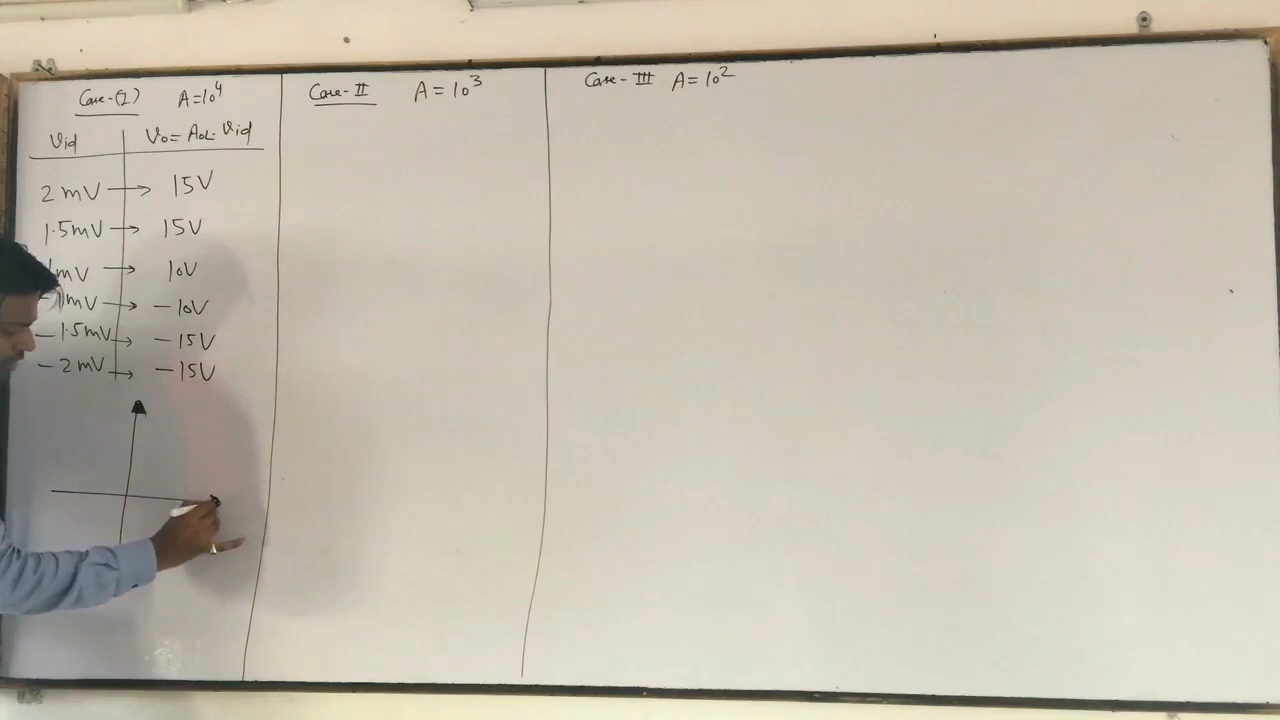 Case-(I) A=10⁴
Vid Vo= AOL. Vid
2 mV → 15V
1.5mV → 15V
mV → 10V
-1mV → -10V
-1.5mV → -15V
-2mV → -15V
Case-II A=10³
Case-III A=10²